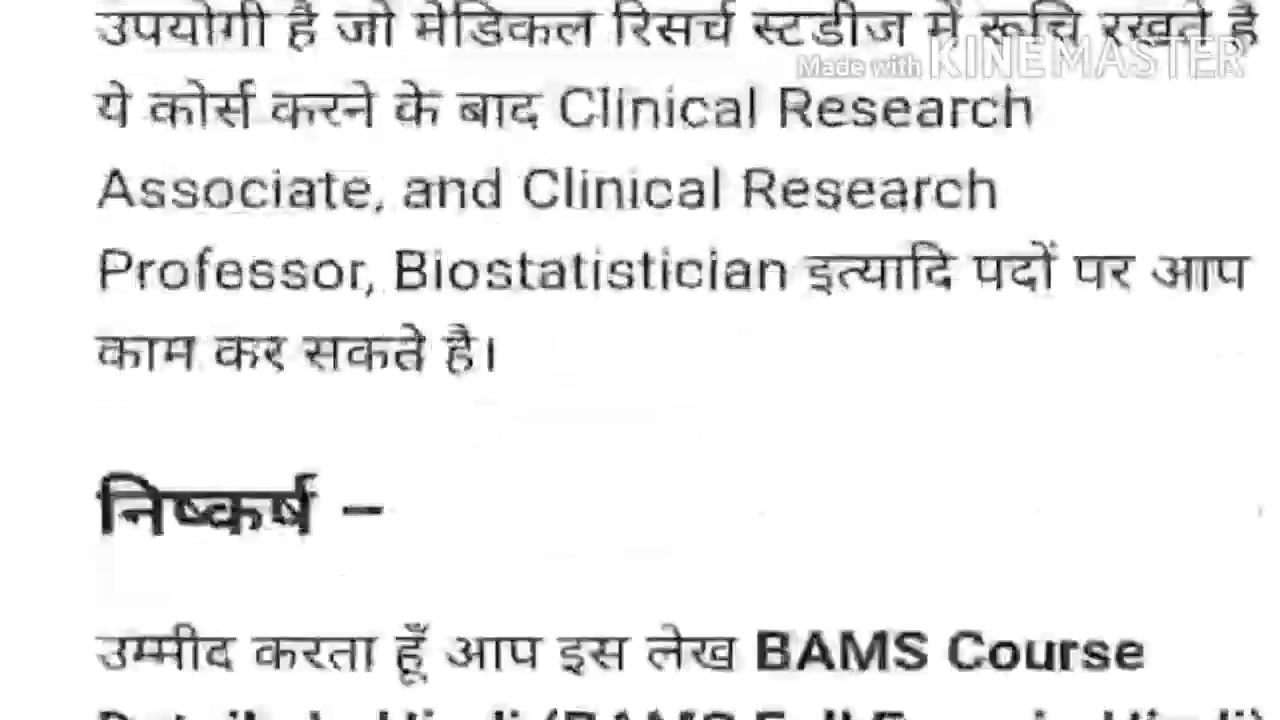 उपयोगी है जो मेडिकल रिसर्च स्टडीज में रूचि रखते है
Made with KINEMASTER
ये कोर्स करने के बाद Clinical Research
Associate, and Clinical Research
Professor, Biostatistician इत्यादि पदों पर आप
काम कर सकते है।
निष्कर्ष –
उम्मीद करता हूँ आप इस लेख BAMS Course